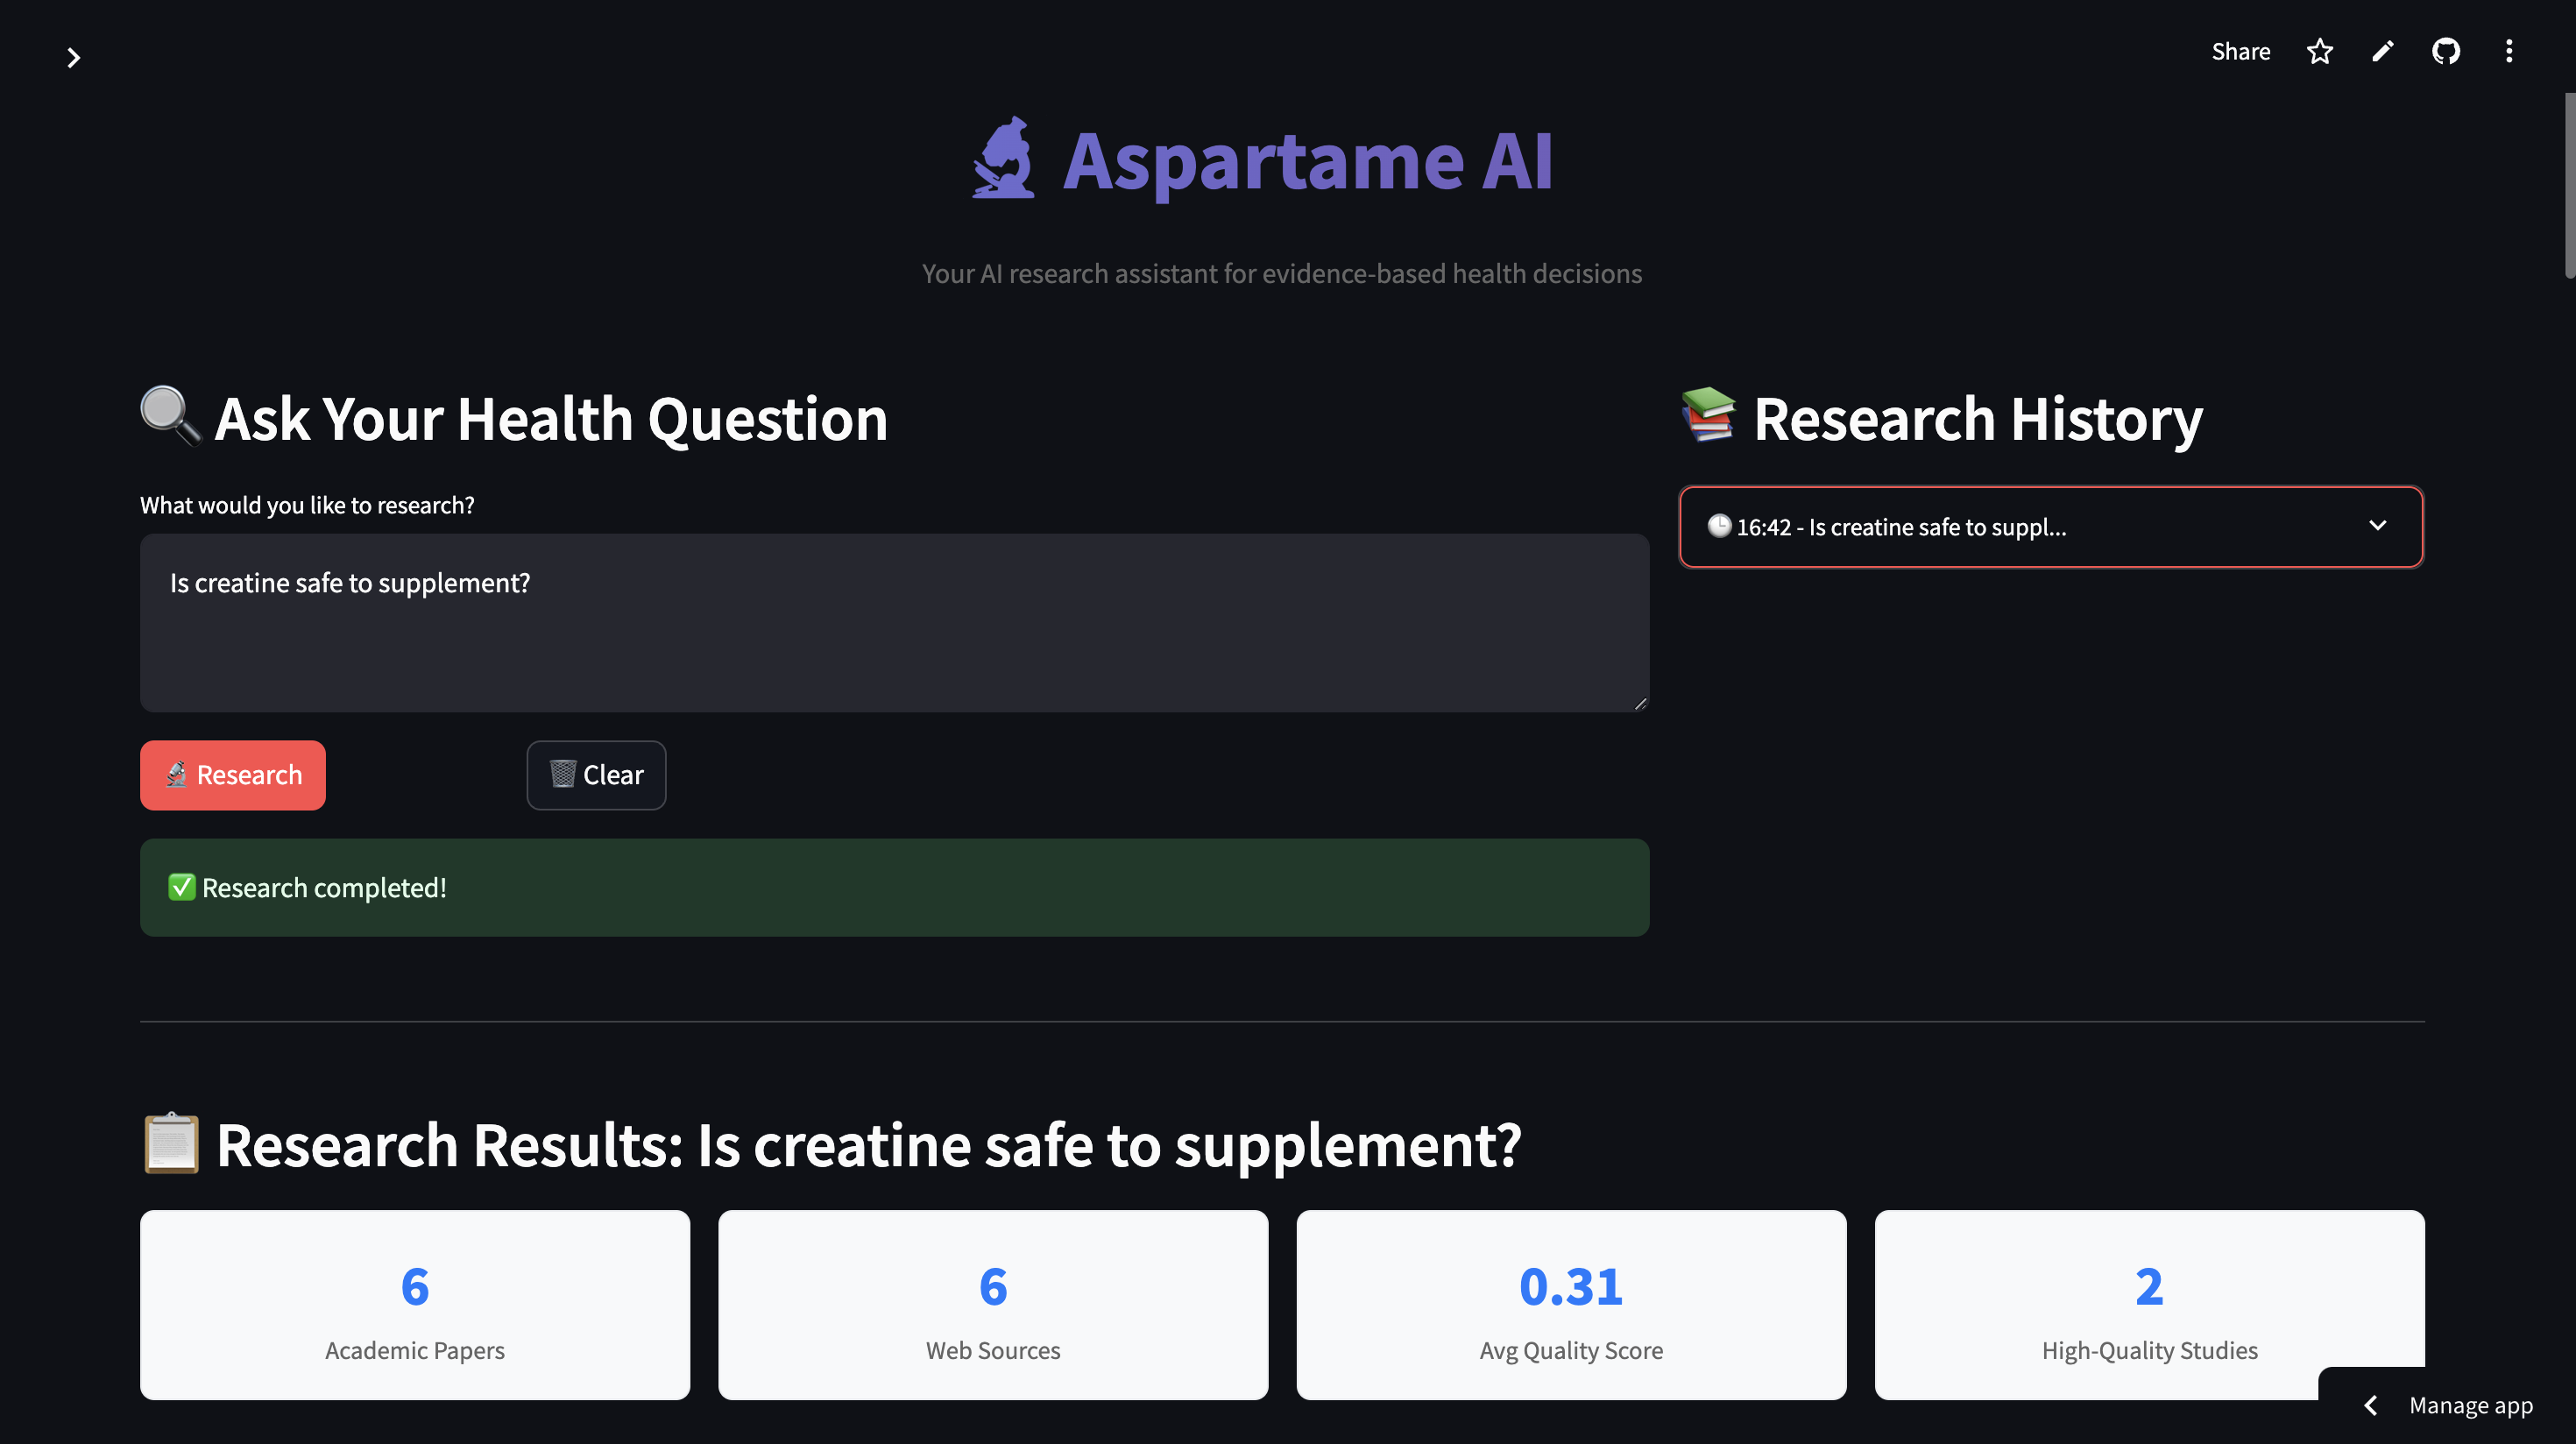 Share
Aspartame AI
Your AI research assistant for evidence-based health decisions
Ask Your Health Question
What would you like to research?
Is creatine safe to supplement?
Research
Clear
✅ Research completed!
Research History
16:42 - Is creatine safe to suppl...
Research Results: Is creatine safe to supplement?
6
Academic Papers
6
Web Sources
0.31
Avg Quality Score
2
High-Quality Studies
Manage app